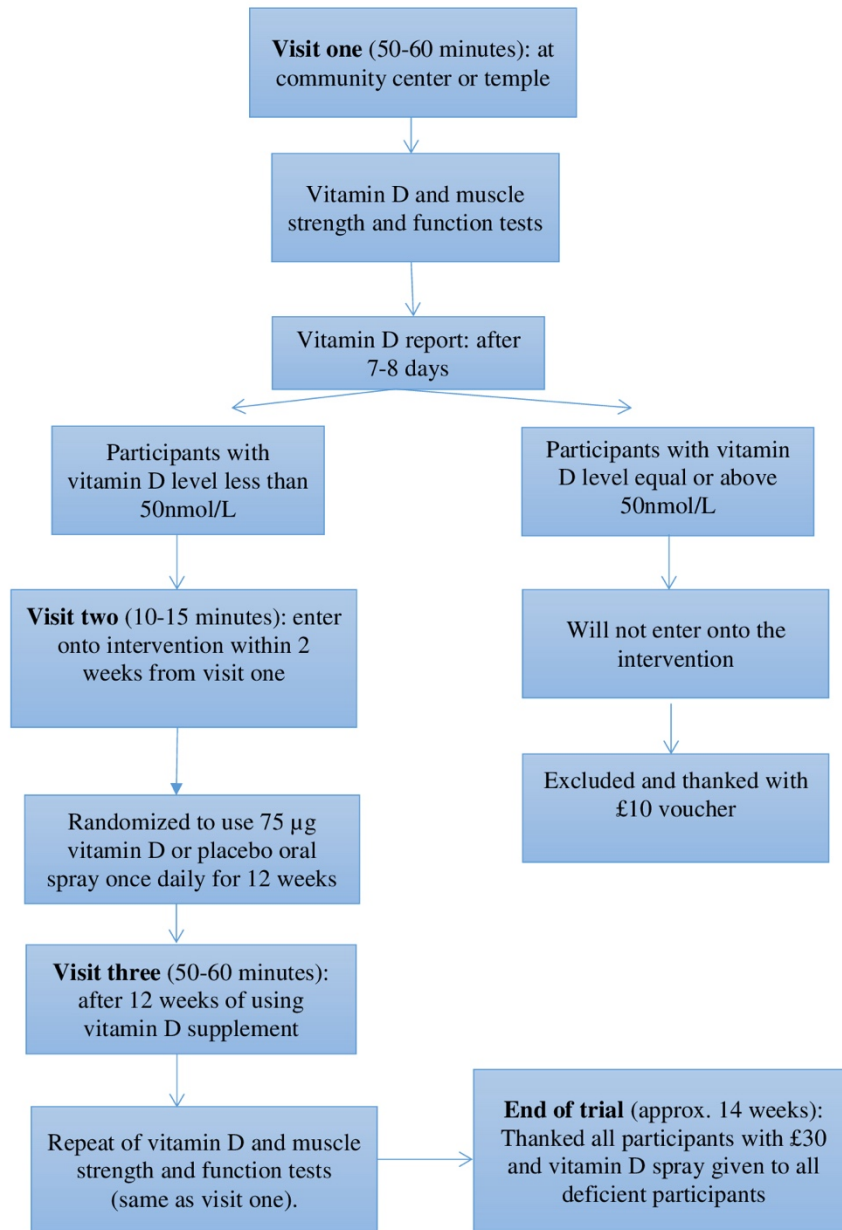 Visit one (50-60 minutes): at
community center or temple
Vitamin D and muscle
strength and function tests
Vitamin D report: after
7-8 days
Participants with
vitamin D level less than
50nmol/L
Participants with vitamin
D level equal or above
50nmol/L
Visit two (10-15 minutes): enter
onto intervention within 2
weeks from visit one
Will not enter onto the
intervention
Excluded and thanked with
£10 voucher
Randomized to use 75 µg
vitamin D or placebo oral
spray once daily for 12 weeks
Visit three (50-60 minutes):
after 12 weeks of using
vitamin D supplement
Repeat of vitamin D and muscle
strength and function tests
(same as visit one).
End of trial (approx. 14 weeks):
Thanked all participants with £30
and vitamin D spray given to all
deficient participants